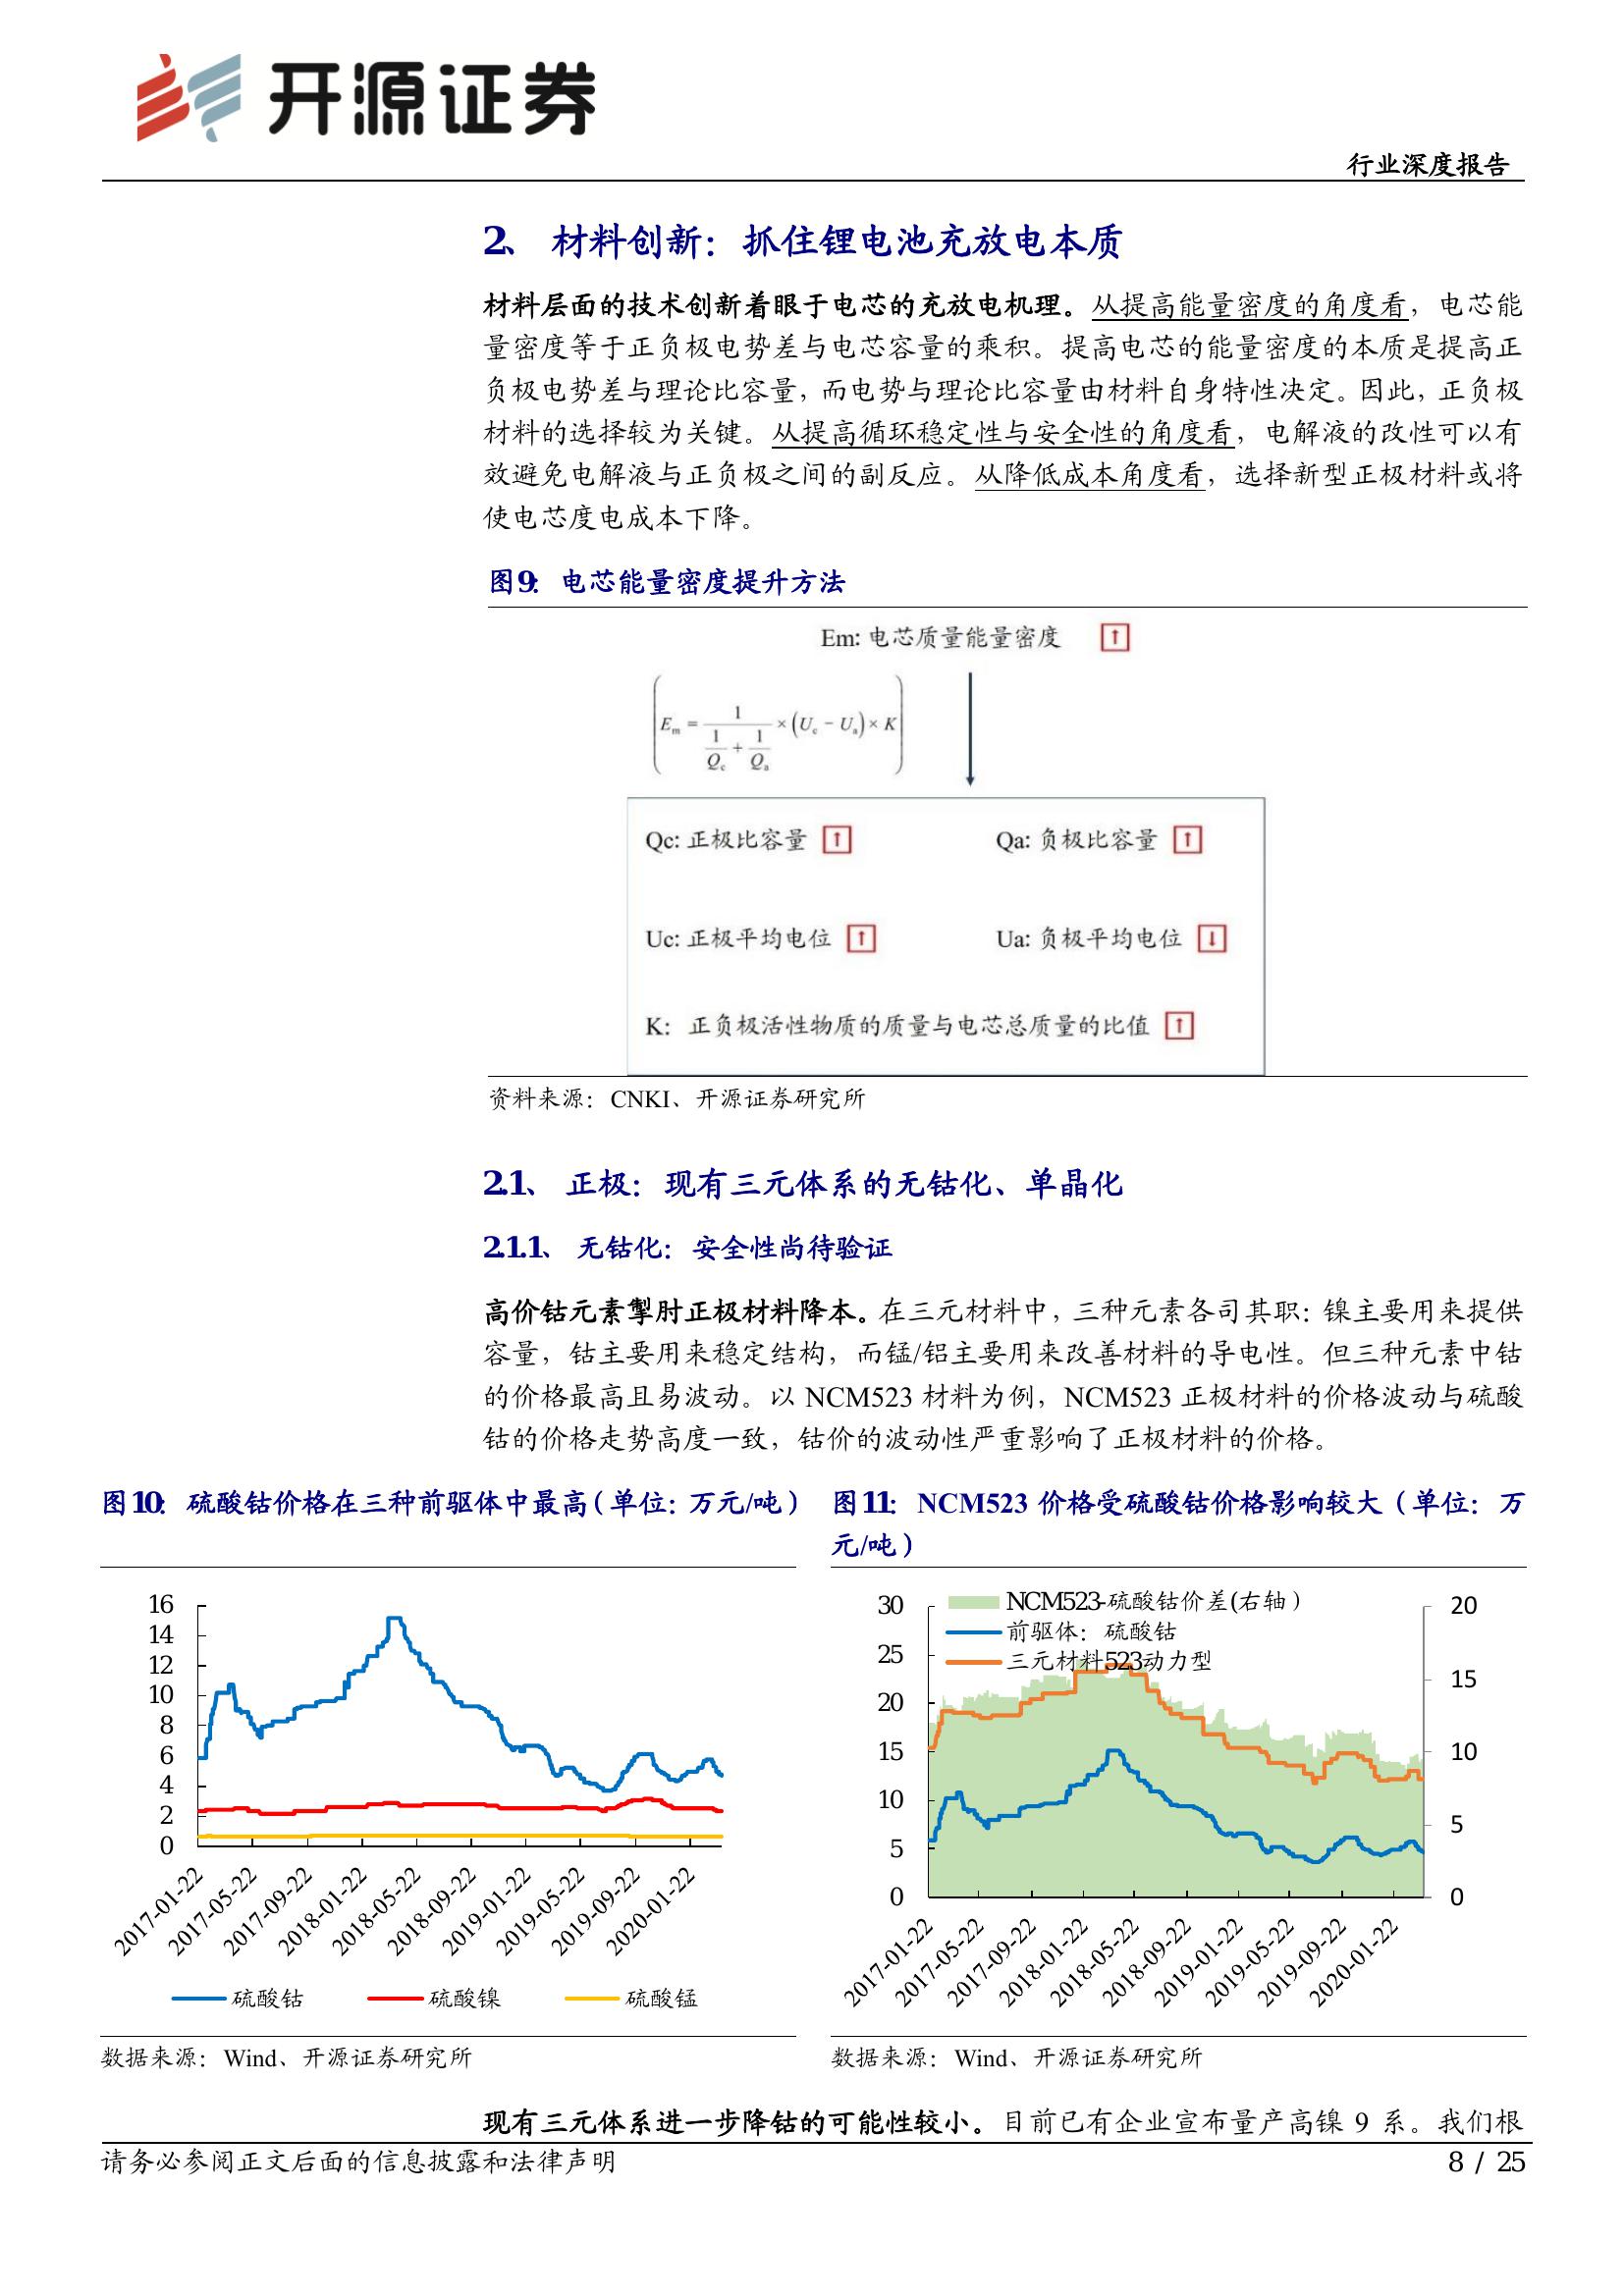 开源证券
行业深度报告
2、 材料创新：抓住锂电池充放电本质
材料层面的技术创新着眼于电芯的充放电机理。从提高能量密度的角度看，电芯能
量密度等于正负极电势差与电芯容量的乘积。提高电芯的能量密度的本质是提高正
负极电势差与理论比容量，而电势与理论比容量由材料自身特性决定。因此，正负极
材料的选择较为关键。从提高循环稳定性与安全性的角度看，电解液的改性可以有
效避免电解液与正负极之间的副反应。从降低成本角度看，选择新型正极材料或将
使电芯度电成本下降。
图9：电芯能量密度提升方法
Em: 电芯质量能量密度 ↑
(E_m = 1 / (1/Q_c + 1/Q_a) × (U_c − U_a) × K)
Qc: 正极比容量 ↑ Qa: 负极比容量 ↑
Uc: 正极平均电位 ↑ Ua: 负极平均电位 ↓
K： 正负极活性物质的质量与电芯总质量的比值 ↑
资料来源：CNKI、开源证券研究所
2.1、 正极：现有三元体系的无钴化、单晶化
2.1.1、 无钴化：安全性尚待验证
高价钴元素掣肘正极材料降本。在三元材料中，三种元素各司其职：镍主要用来提供
容量，钴主要用来稳定结构，而锰/铝主要用来改善材料的导电性。但三种元素中钴
的价格最高且易波动。以 NCM523 材料为例，NCM523 正极材料的价格波动与硫酸
钴的价格走势高度一致，钴价的波动性严重影响了正极材料的价格。
图10：硫酸钴价格在三种前驱体中最高（单位：万元/吨）
16
14
12
10
8
6
4
2
0
2017-01-22
2017-05-22
2017-09-22
2018-01-22
2018-05-22
2018-09-22
2019-01-22
2019-05-22
2019-09-22
2020-01-22
硫酸钴 硫酸镍 硫酸锰
数据来源：Wind、开源证券研究所
图11：NCM523 价格受硫酸钴价格影响较大（单位：万
元/吨）
NCM523-硫酸钴价差(右轴）
前驱体：硫酸钴
三元材料523动力型
30
25
20
15
10
5
0
20
15
10
5
0
2017-01-22
2017-05-22
2017-09-22
2018-01-22
2018-05-22
2018-09-22
2019-01-22
2019-05-22
2019-09-22
2020-01-22
数据来源：Wind、开源证券研究所
现有三元体系进一步降钴的可能性较小。目前已有企业宣布量产高镍 9 系。我们根
请务必参阅正文后面的信息披露和法律声明
8 / 25